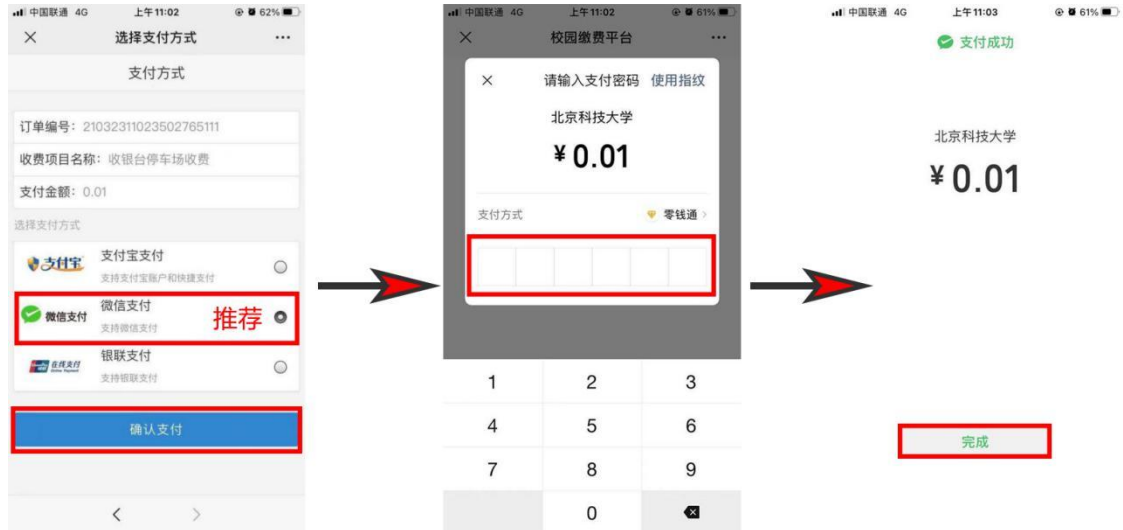 中国联通 4G 上午11:02 62%
选择支付方式 ...
支付方式
订单编号：21032311023502765111
收费项目名称：收银台停车场收费
支付金额：0.01
选择支付方式
支付宝 支付宝支付
支持支付宝账户和快捷支付
微信支付 微信支付 推荐
支持微信支付
在线支付 银联支付
Online Payment
支持银联支付
确认支付
中国联通 4G 上午11:02 61%
校园缴费平台 ...
请输入支付密码 使用指纹
北京科技大学
¥0.01
支付方式 零钱通
1 2 3
4 5 6
7 8 9
0
中国联通 4G 上午11:03 61%
支付成功
北京科技大学
¥0.01
完成